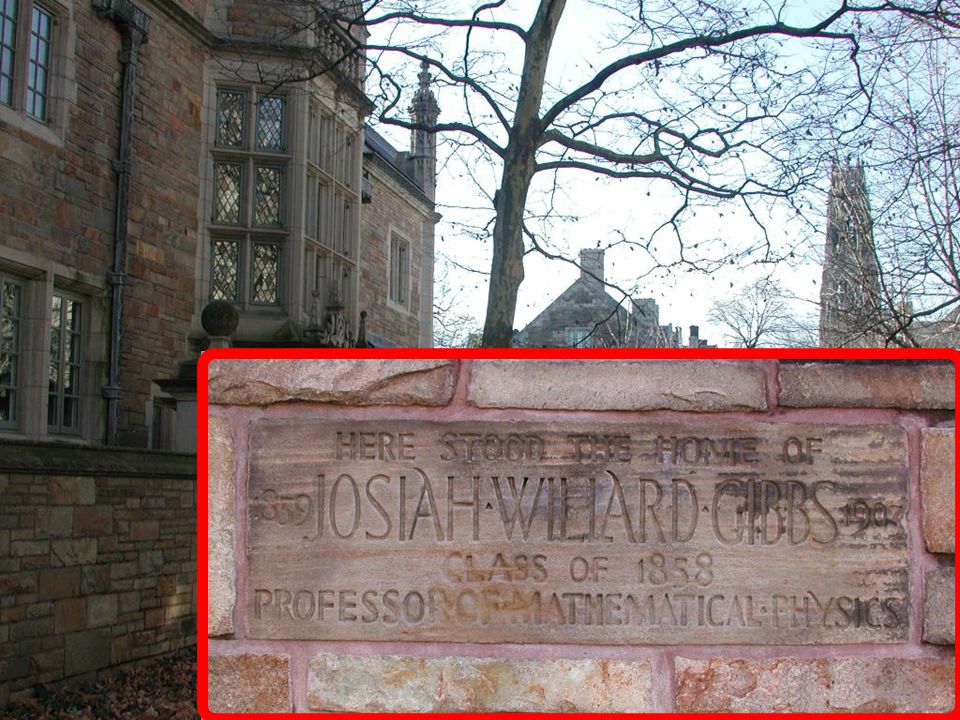 HERE STOOD THE HOME OF
1839 JOSIAH·WILLARD·GIBBS 1903
CLASS OF 1858
PROFESSOR·OF·MATHEMATICAL·PHYSICS